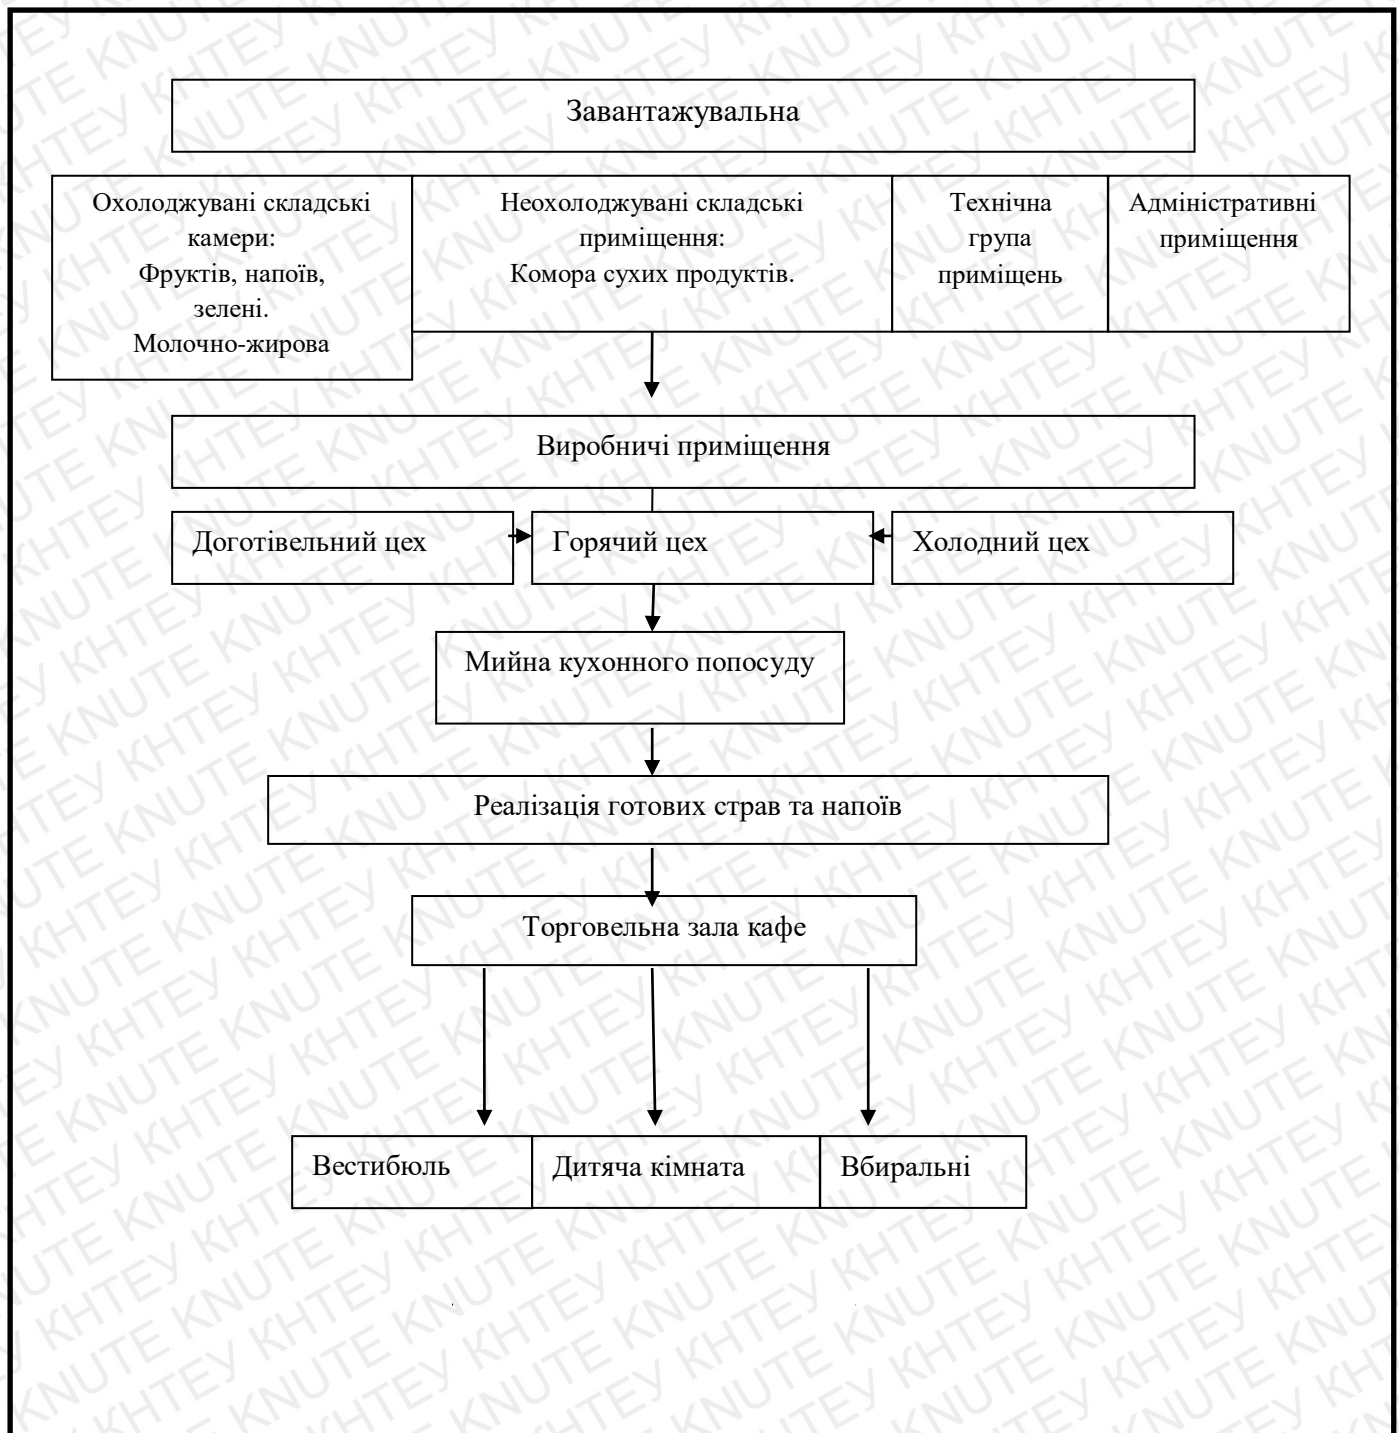 Завантажувальна
Охолоджувані складські
камери:
Фруктів, напоїв,
зелені.
Молочно-жирова
Неохолоджувані складські
приміщення:
Комора сухих продуктів.
Технічна
група
приміщень
Адміністративні
приміщення
Виробничі приміщення
Доготівельний цех
Горячий цех
Холодний цех
Мийна кухонного попосуду
Реалізація готових страв та напоїв
Торговельна зала кафе
Вестибюль
Дитяча кімната
Вбиральні